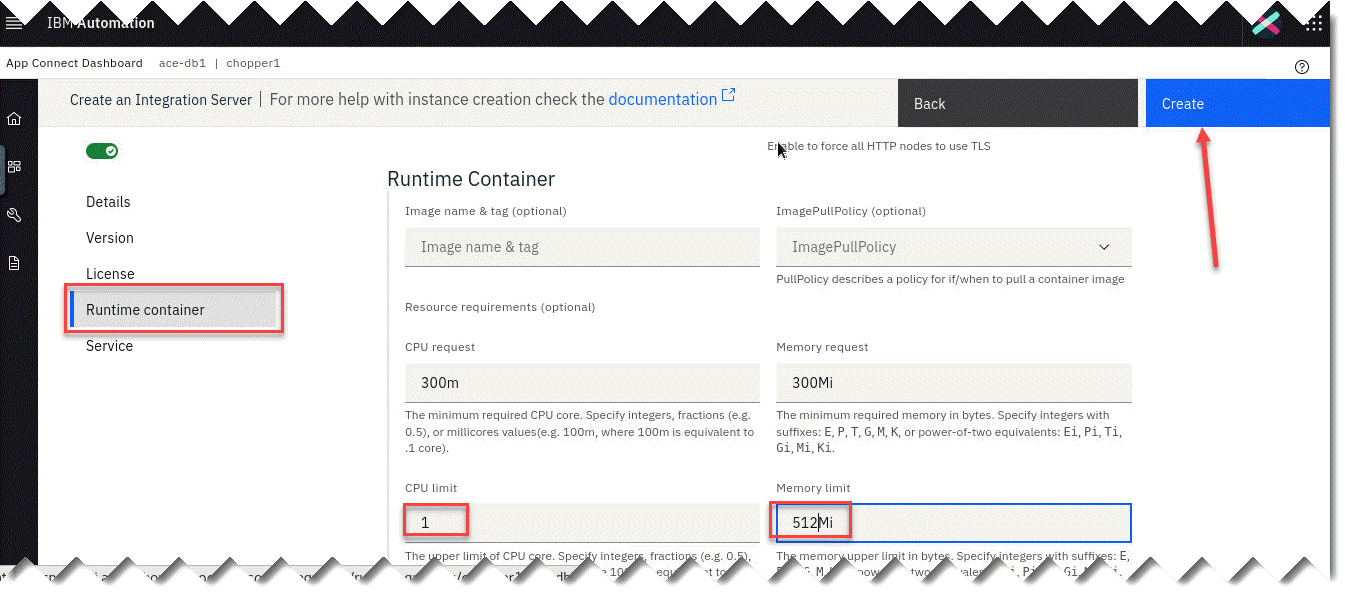 IBM Automation
App Connect Dashboard ace-db1 | chopper1
Create an Integration Server | For more help with instance creation check the documentation
Back
Create
Enable to force all HTTP nodes to use TLS
Details
Version
License
Runtime container
Service
Runtime Container
Image name & tag (optional)
Image name & tag
ImagePullPolicy (optional)
ImagePullPolicy
PullPolicy describes a policy for if/when to pull a container image
Resource requirements (optional)
CPU request
300m
The minimum required CPU core. Specify integers, fractions (e.g.
0.5), or millicores values(e.g. 100m, where 100m is equivalent to
.1 core).
Memory request
300Mi
The minimum required memory in bytes. Specify integers with
suffixes: E, P, T, G, M, K, or power-of-two equivalents: Ei, Pi, Ti,
Gi, Mi, Ki.
CPU limit
1
The upper limit of CPU core. Specify integers, fractions (e.g. 0.5),
Memory limit
512Mi
The memory upper limit in bytes. Specify integers with suffixes: E,